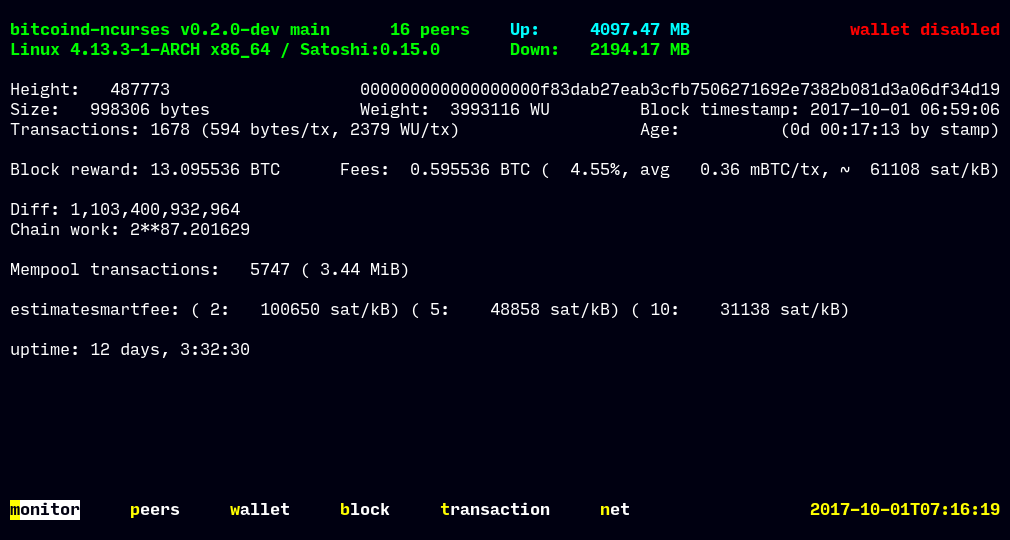 bitcoind-ncurses v0.2.0-dev main      16 peers    Up:     4097.47 MB                wallet disabled
Linux 4.13.3-1-ARCH x86_64 / Satoshi:0.15.0       Down:   2194.17 MB
Height:   487773                   000000000000000000f83dab27eab3cfb7506271692e7382b081d3a06df34d19
Size:   998306 bytes               Weight:  3993116 WU         Block timestamp: 2017-10-01 06:59:06
Transactions: 1678 (594 bytes/tx, 2379 WU/tx)                  Age:          (0d 00:17:13 by stamp)
Block reward: 13.095536 BTC      Fees:  0.595536 BTC (  4.55%, avg   0.36 mBTC/tx, ~  61108 sat/kB)
Diff: 1,103,400,932,964
Chain work: 2**87.201629
Mempool transactions:   5747 ( 3.44 MiB)
estimatesmartfee: ( 2:   100650 sat/kB) ( 5:    48858 sat/kB) ( 10:    31138 sat/kB)
uptime: 12 days, 3:32:30
monitor     peers     wallet     block     transaction     net                  2017-10-01T07:16:19